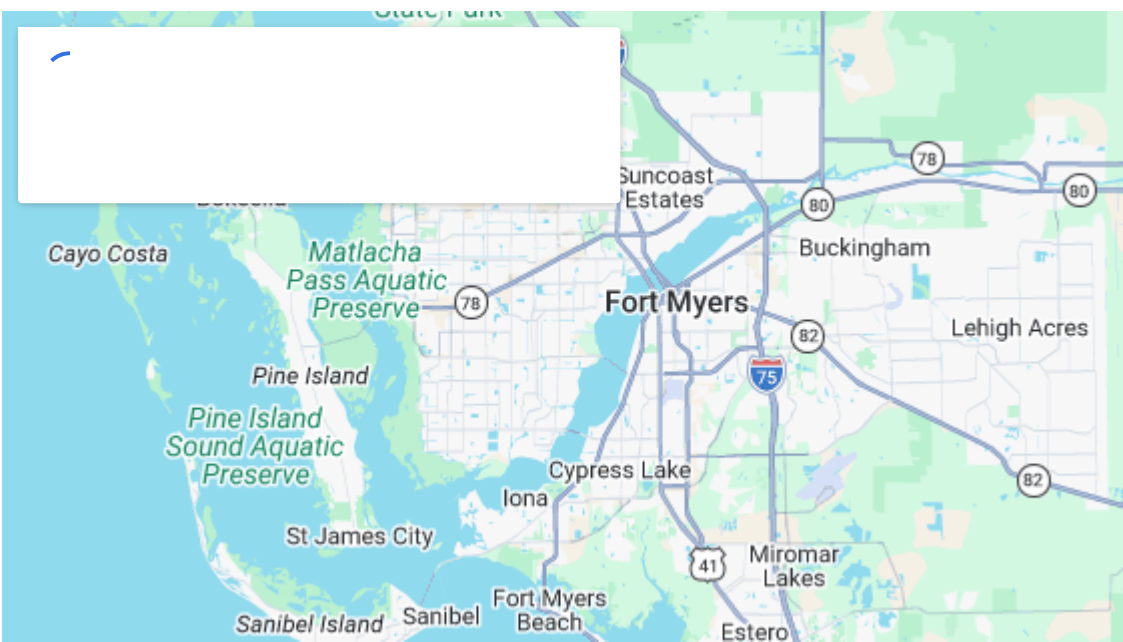 State Park
78
Suncoast
Estates
80
80
Bokeelia
Cayo Costa
Matlacha
Pass Aquatic
Preserve
Buckingham
78
Fort Myers
82
Lehigh Acres
Pine Island
75
Pine Island
Sound Aquatic
Preserve
Cypress Lake
82
Iona
St James City
41
Miromar
Lakes
Fort Myers
Beach
Sanibel Island
Sanibel
Estero